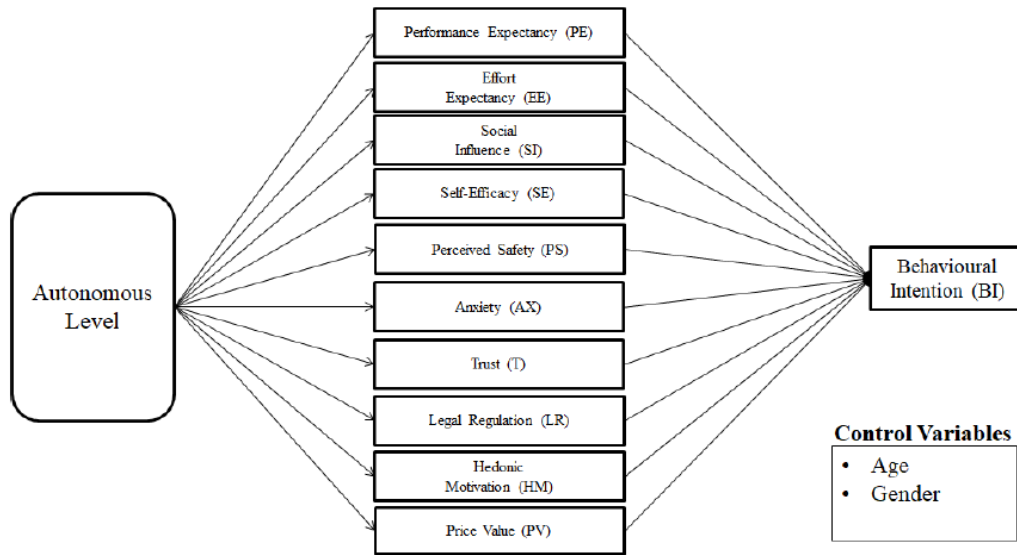 Autonomous
Level
Performance Expectancy (PE)
Effort
Expectancy (EE)
Social
Influence (SI)
Self-Efficacy (SE)
Perceived Safety (PS)
Anxiety (AX)
Trust (T)
Legal Regulation (LR)
Hedonic
Motivation (HM)
Price Value (PV)
Behavioural
Intention (BI)
Control Variables
• Age
• Gender